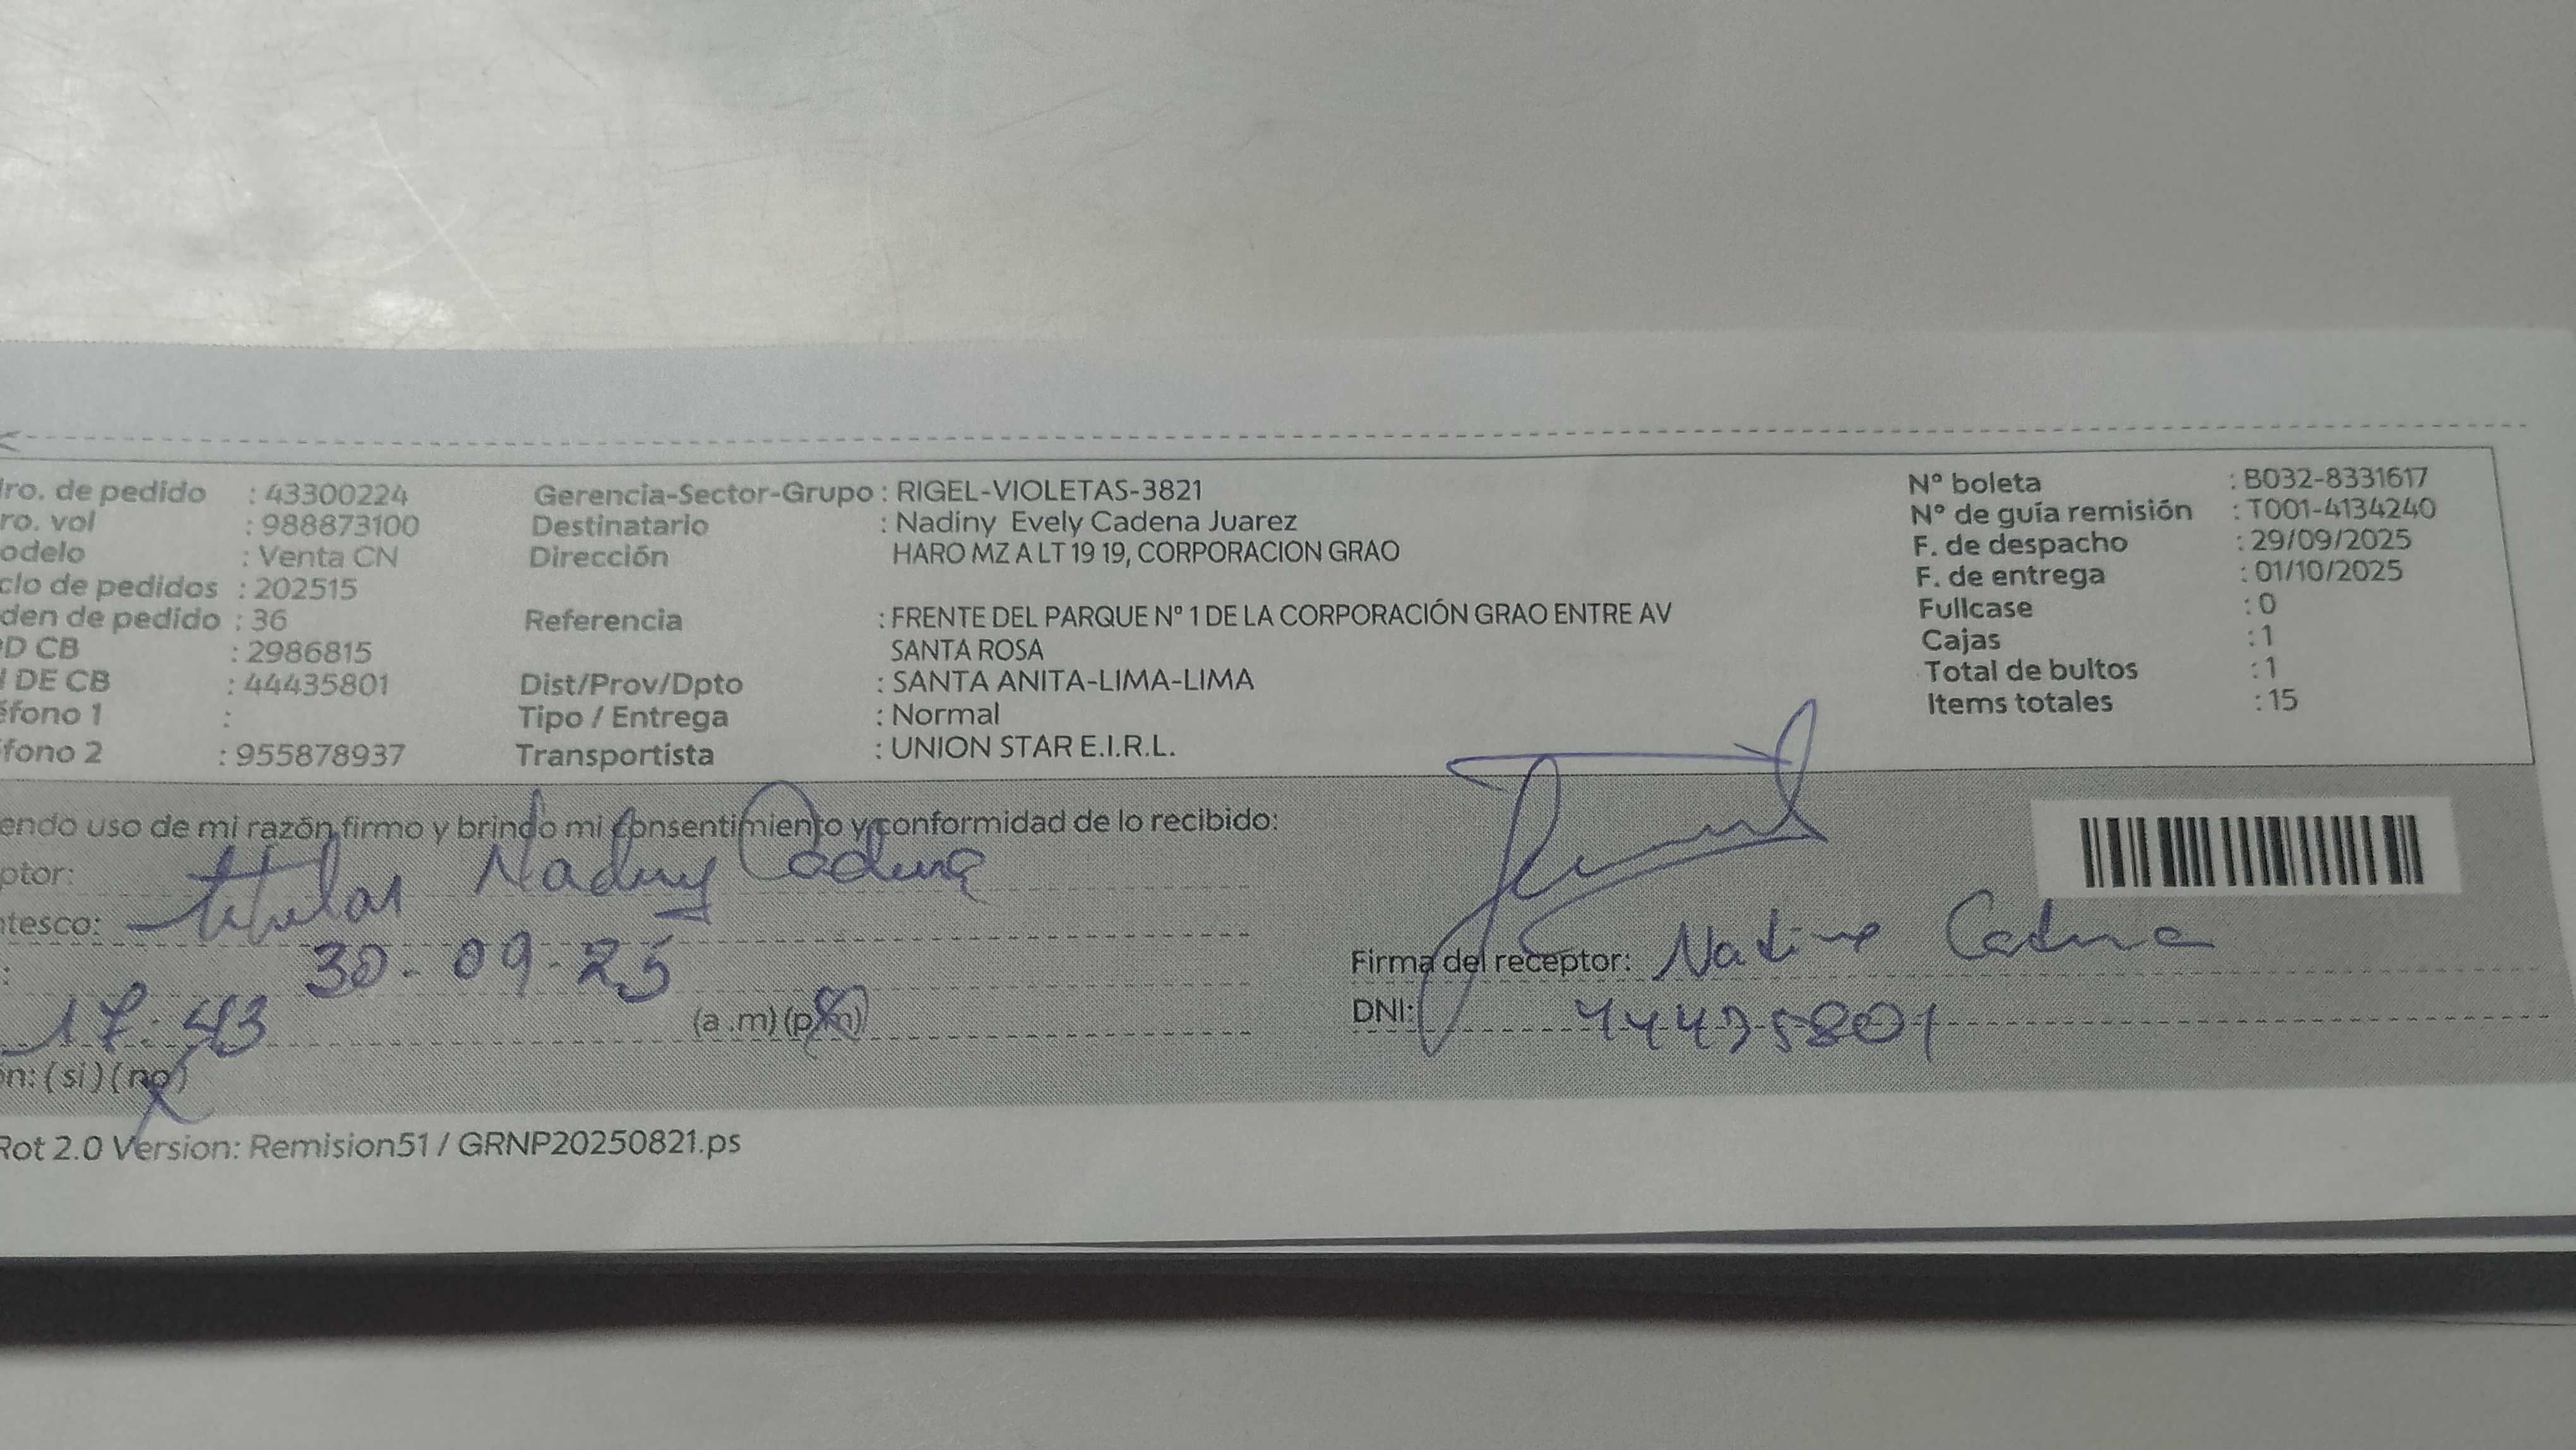 ro. de pedido : 43300224
ro. vol : 988873100
odelo : Venta CN
clo de pedidos : 202515
den de pedido : 36
D CB : 2986815
DE CB : 44435801
éfono 1 :
fono 2 : 955878937
Gerencia-Sector-Grupo : RIGEL-VIOLETAS-3821
Destinatario : Nadiny Evely Cadena Juarez
Dirección HARO MZ A LT 19 19, CORPORACION GRAO
Referencia : FRENTE DEL PARQUE Nº 1 DE LA CORPORACIÓN GRAO ENTRE AV
SANTA ROSA
Dist/Prov/Dpto : SANTA ANITA-LIMA-LIMA
Tipo / Entrega : Normal
Transportista : UNION STAR E.I.R.L.
Nº boleta : B032-8331617
Nº de guía remisión : T001-4134240
F. de despacho : 29/09/2025
F. de entrega : 01/10/2025
Fullcase : 0
Cajas : 1
Total de bultos : 1
Items totales : 15
endo uso de mi razón firmo y brindo mi consentimiento y conformidad de lo recibido:
ptor: Nadiny Cadena
tesco: titular
: 30-09-25
17:43 (a .m) (p.m)
n: (si) (no)
Firma del receptor: Cadena
DNI: 44435801
Rot 2.0 Version: Remision51 / GRNP20250821.ps